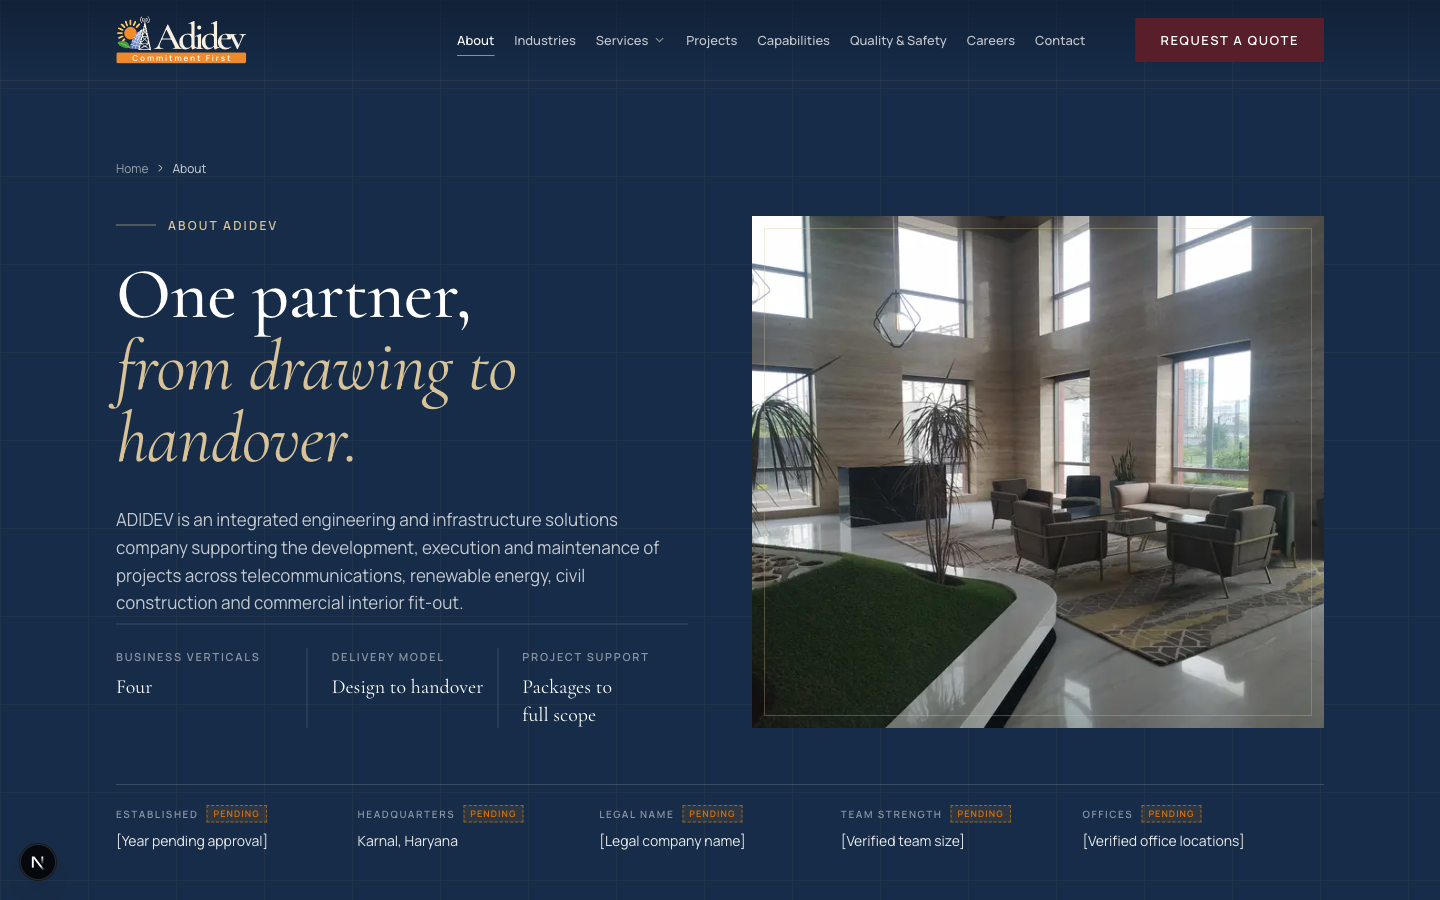 Adidev
Commitment First
About Industries Services Projects Capabilities Quality & Safety Careers Contact REQUEST A QUOTE
Home > About
ABOUT ADIDEV
One partner,
from drawing to
handover.
ADIDEV is an integrated engineering and infrastructure solutions
company supporting the development, execution and maintenance of
projects across telecommunications, renewable energy, civil
construction and commercial interior fit-out.
BUSINESS VERTICALS DELIVERY MODEL PROJECT SUPPORT
Four Design to handover Packages to
full scope
ESTABLISHED PENDING HEADQUARTERS PENDING LEGAL NAME PENDING TEAM STRENGTH PENDING OFFICES PENDING
[Year pending approval] Karnal, Haryana [Legal company name] [Verified team size] [Verified office locations]
N